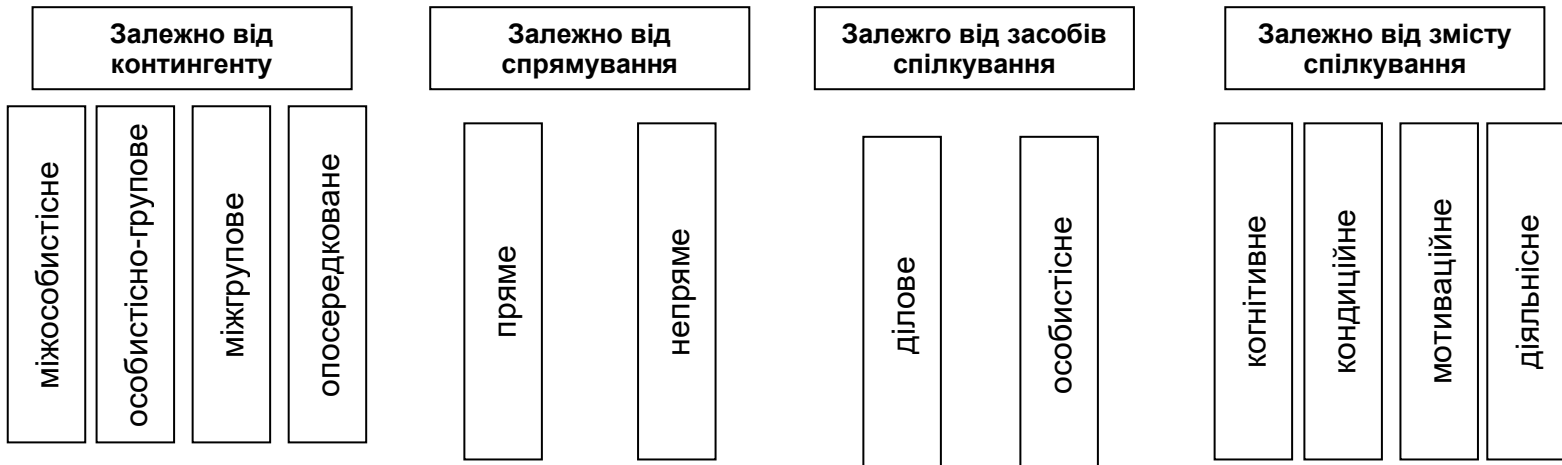 Залежно від
контингенту
Залежно від
спрямування
Залежго від засобів
спілкування
Залежно від змісту
спілкування
міжособистісне
особистісно-групове
міжгрупове
опосередковане
пряме
непряме
ділове
особистісне
когнітивне
кондиційне
мотиваційне
діяльнісне